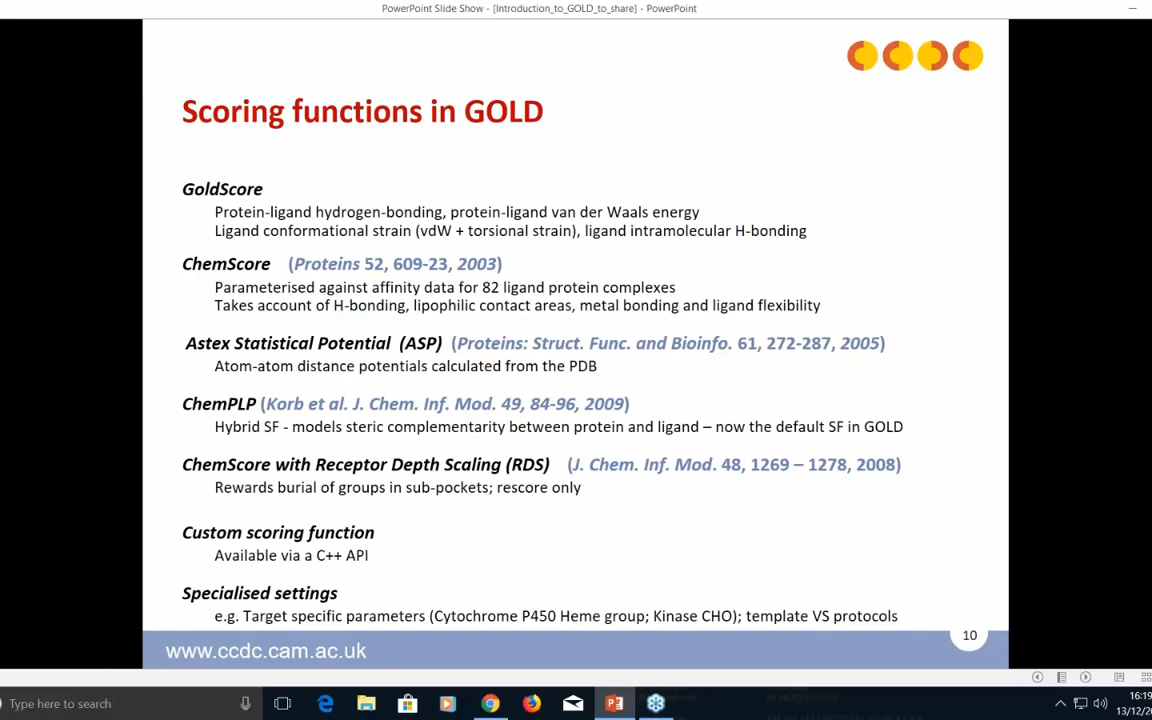 PowerPoint Slide Show - [Introduction_to_GOLD_to_share] - PowerPoint
Scoring functions in GOLD
GoldScore
Protein-ligand hydrogen-bonding, protein-ligand van der Waals energy
Ligand conformational strain (vdW + torsional strain), ligand intramolecular H-bonding
ChemScore (Proteins 52, 609-23, 2003)
Parameterised against affinity data for 82 ligand protein complexes
Takes account of H-bonding, lipophilic contact areas, metal bonding and ligand flexibility
Astex Statistical Potential (ASP) (Proteins: Struct. Func. and Bioinfo. 61, 272-287, 2005)
Atom-atom distance potentials calculated from the PDB
ChemPLP (Korb et al. J. Chem. Inf. Mod. 49, 84-96, 2009)
Hybrid SF - models steric complementarity between protein and ligand – now the default SF in GOLD
ChemScore with Receptor Depth Scaling (RDS) (J. Chem. Inf. Mod. 48, 1269 – 1278, 2008)
Rewards burial of groups in sub-pockets; rescore only
Custom scoring function
Available via a C++ API
Specialised settings
e.g. Target specific parameters (Cytochrome P450 Heme group; Kinase CHO); template VS protocols
10
www.ccdc.cam.ac.uk
Type here to search
16:19
13/12/20